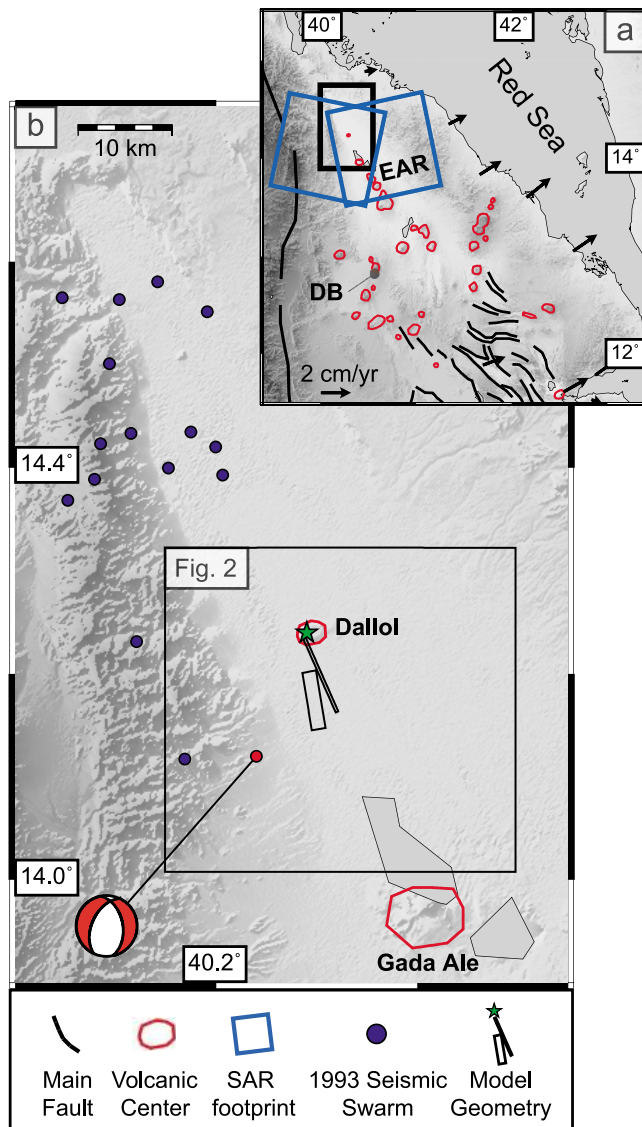 40° 42° a
Red Sea
14°
EAR
DB
12°
2 cm/yr
b
10 km
14.4°
Fig. 2
Dallol
14.0°
40.2°
Gada Ale
Main Fault
Volcanic Center
SAR footprint
1993 Seismic Swarm
Model Geometry